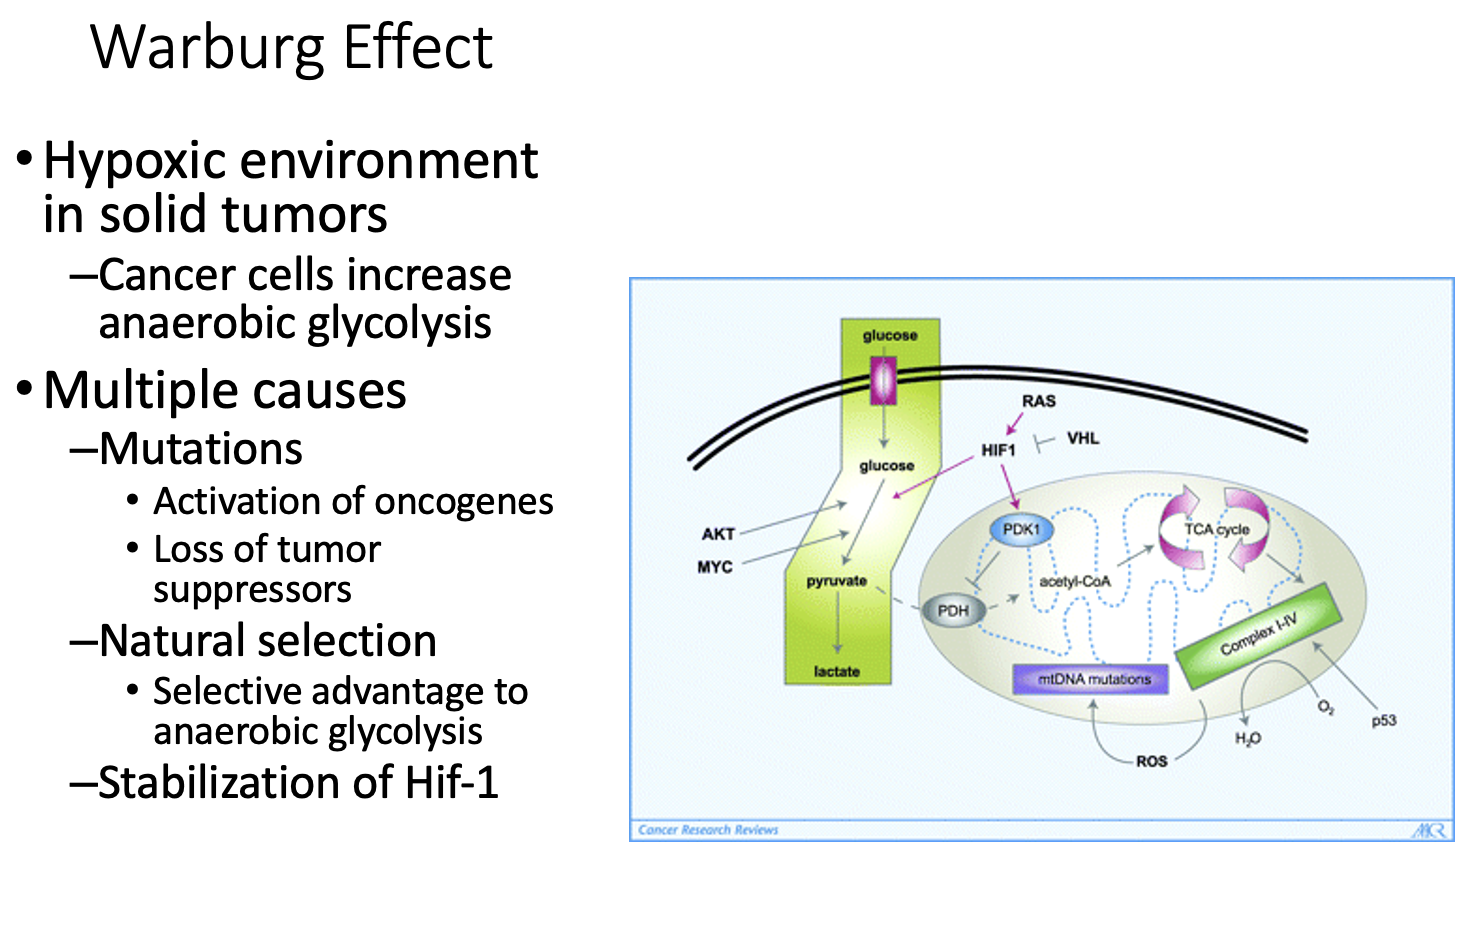 Warburg Effect
• Hypoxic environment
in solid tumors
–Cancer cells increase
anaerobic glycolysis
• Multiple causes
–Mutations
• Activation of oncogenes
• Loss of tumor
suppressors
–Natural selection
• Selective advantage to
anaerobic glycolysis
–Stabilization of Hif-1
glucose
RAS
HIF1
VHL
glucose
AKT
MYC
PDK1
TCA cycle
pyruvate
acetyl-CoA
PDH
Complex I-IV
lactate
mtDNA mutations
O₂
p53
H₂O
ROS
Cancer Research Reviews
AACR